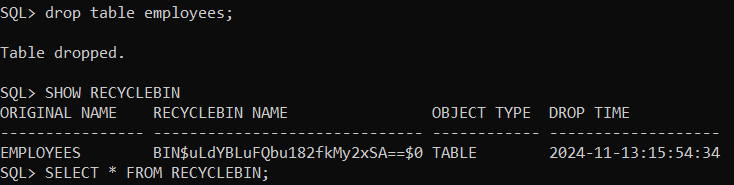 SQL> drop table employees;
Table dropped.
SQL> SHOW RECYCLEBIN
ORIGINAL NAME    RECYCLEBIN NAME                OBJECT TYPE  DROP TIME
---------------- ------------------------------ ------------ -------------------
EMPLOYEES        BIN$uLdYBLuFQbu182fkMy2xSA==$0 TABLE        2024-11-13:15:54:34
SQL> SELECT * FROM RECYCLEBIN;